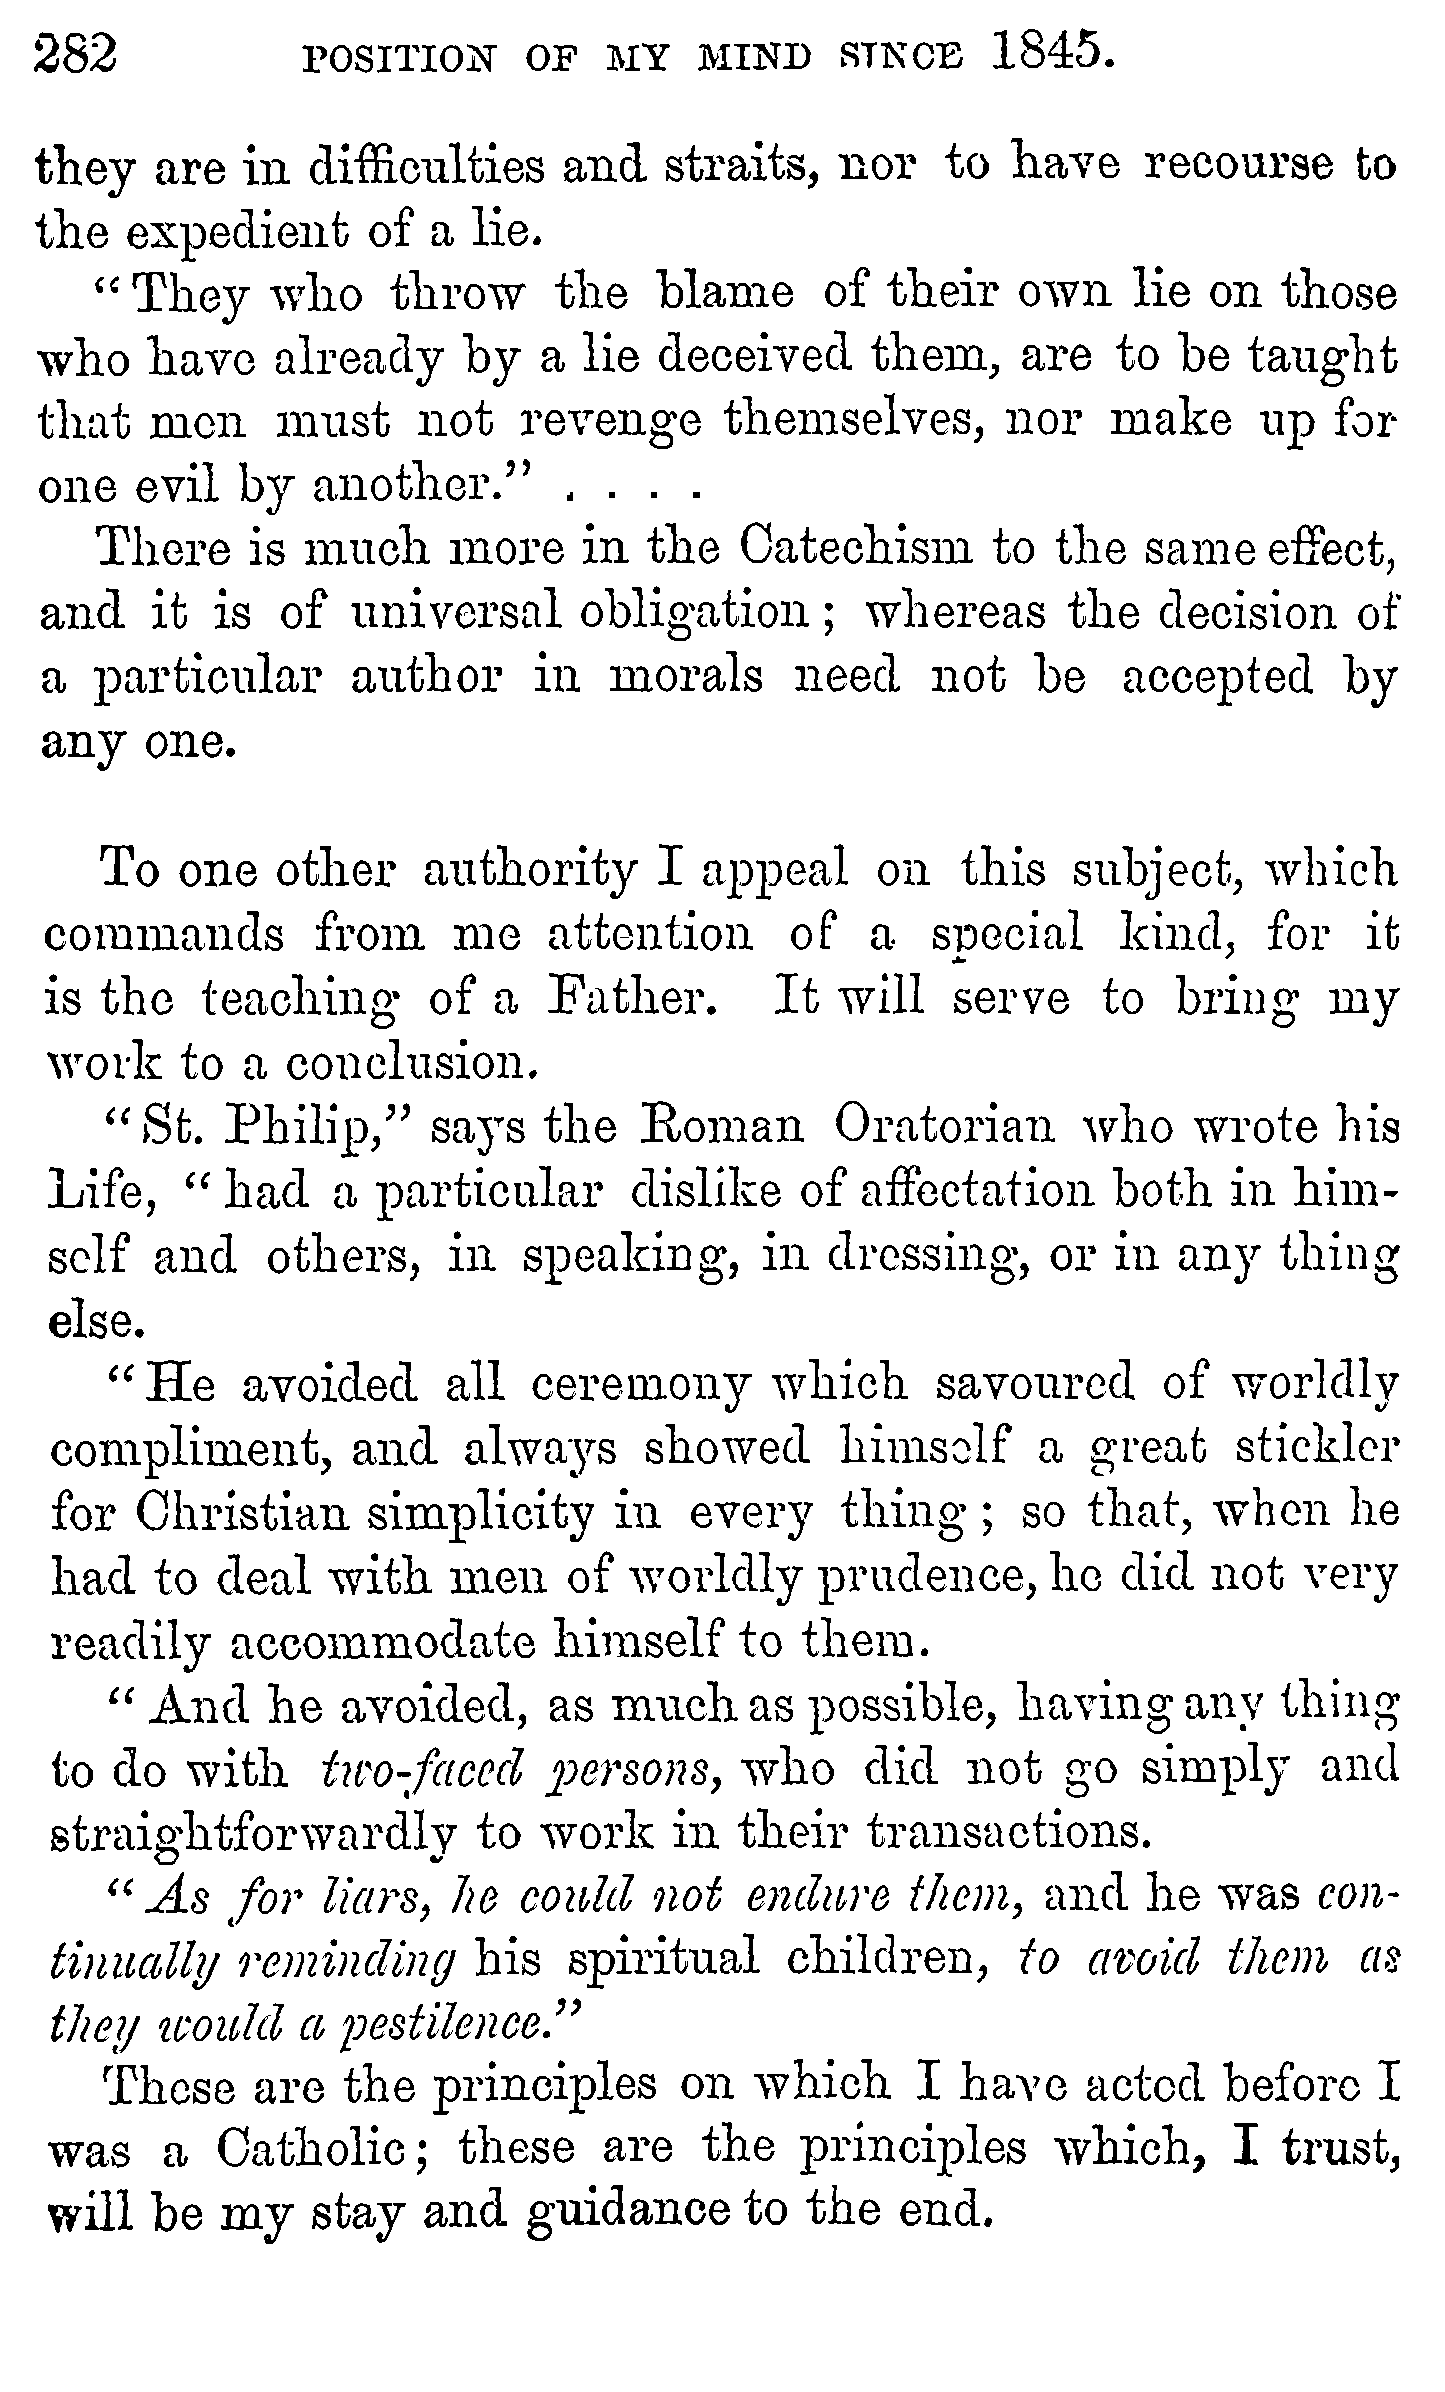 282 POSITION OF MY MIND SINCE 1845.
they are in difficulties and straits, nor to have recourse to
the expedient of a lie.
"They who throw the blame of their own lie on those
who have already by a lie deceived them, are to be taught
that men must not revenge themselves, nor make up for
one evil by another." . . . .
There is much more in the Catechism to the same effect,
and it is of universal obligation; whereas the decision of
a particular author in morals need not be accepted by
any one.
To one other authority I appeal on this subject, which
commands from me attention of a special kind, for it
is the teaching of a Father. It will serve to bring my
work to a conclusion.
"St. Philip," says the Roman Oratorian who wrote his
Life, "had a particular dislike of affectation both in him-
self and others, in speaking, in dressing, or in any thing
else.
"He avoided all ceremony which savoured of worldly
compliment, and always showed himself a great stickler
for Christian simplicity in every thing; so that, when he
had to deal with men of worldly prudence, he did not very
readily accommodate himself to them.
"And he avoided, as much as possible, having any thing
to do with two-faced persons, who did not go simply and
straightforwardly to work in their transactions.
"As for liars, he could not endure them, and he was con-
tinually reminding his spiritual children, to avoid them as
they would a pestilence."
These are the principles on which I have acted before I
was a Catholic; these are the principles which, I trust,
will be my stay and guidance to the end.